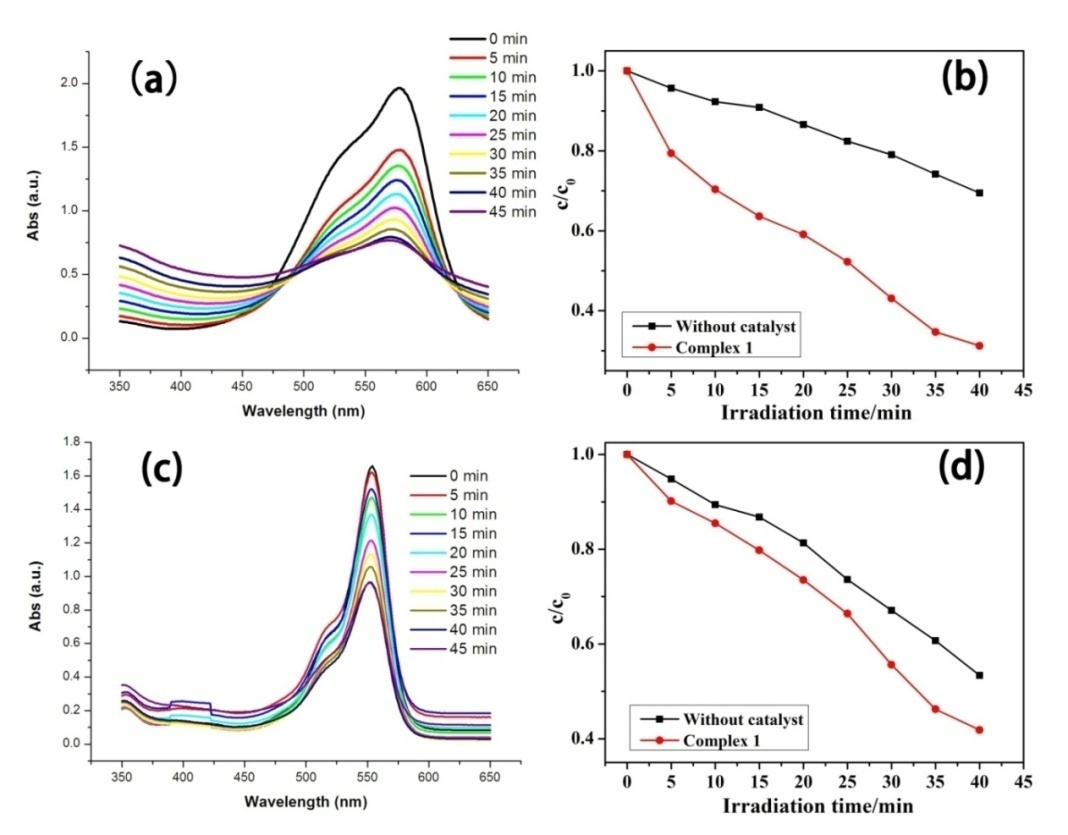 (a)
0 min
5 min
10 min
15 min
20 min
25 min
30 min
35 min
40 min
45 min
2.0
1.5
1.0
0.5
0.0
Abs (a.u.)
350 400 450 500 550 600 650
Wavelength (nm)
(b)
1.0
0.8
0.6
0.4
c/c0
Without catalyst
Complex 1
0 5 10 15 20 25 30 35 40 45
Irradiation time/min
(c)
0 min
5 min
10 min
15 min
20 min
25 min
30 min
35 min
40 min
45 min
1.8
1.6
1.4
1.2
1.0
0.8
0.6
0.4
0.2
0.0
Abs (a.u.)
350 400 450 500 550 600 650
Wavelength (nm)
(d)
1.0
0.8
0.6
0.4
c/c0
Without catalyst
Complex 1
0 5 10 15 20 25 30 35 40 45
Irradiation time/min